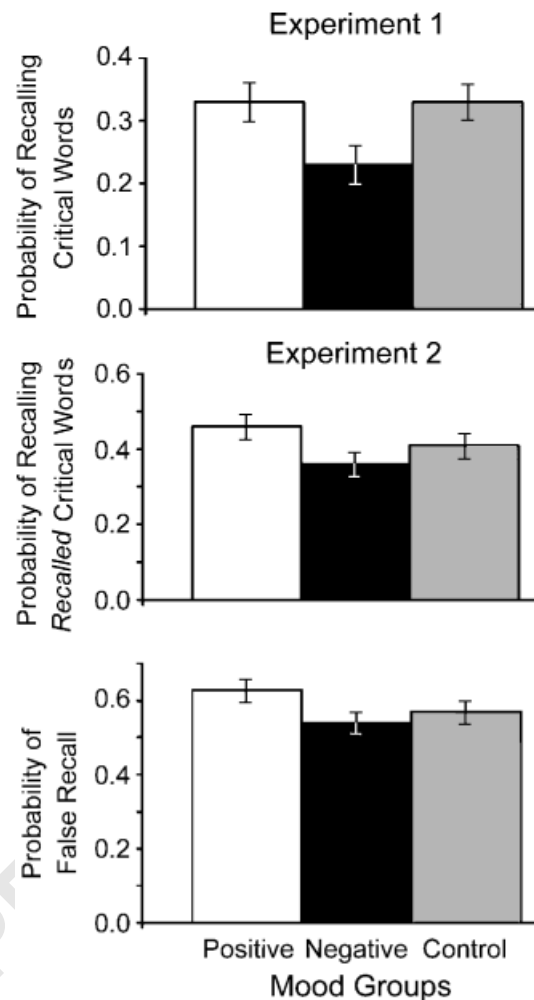 Experiment 1
Probability of Recalling
Critical Words
0.4
0.3
0.2
0.1
0.0
Experiment 2
Probability of Recalling
Recalled Critical Words
0.6
0.4
0.2
0.0
Probability of
False Recall
0.6
0.4
0.2
0.0
Positive Negative Control
Mood Groups